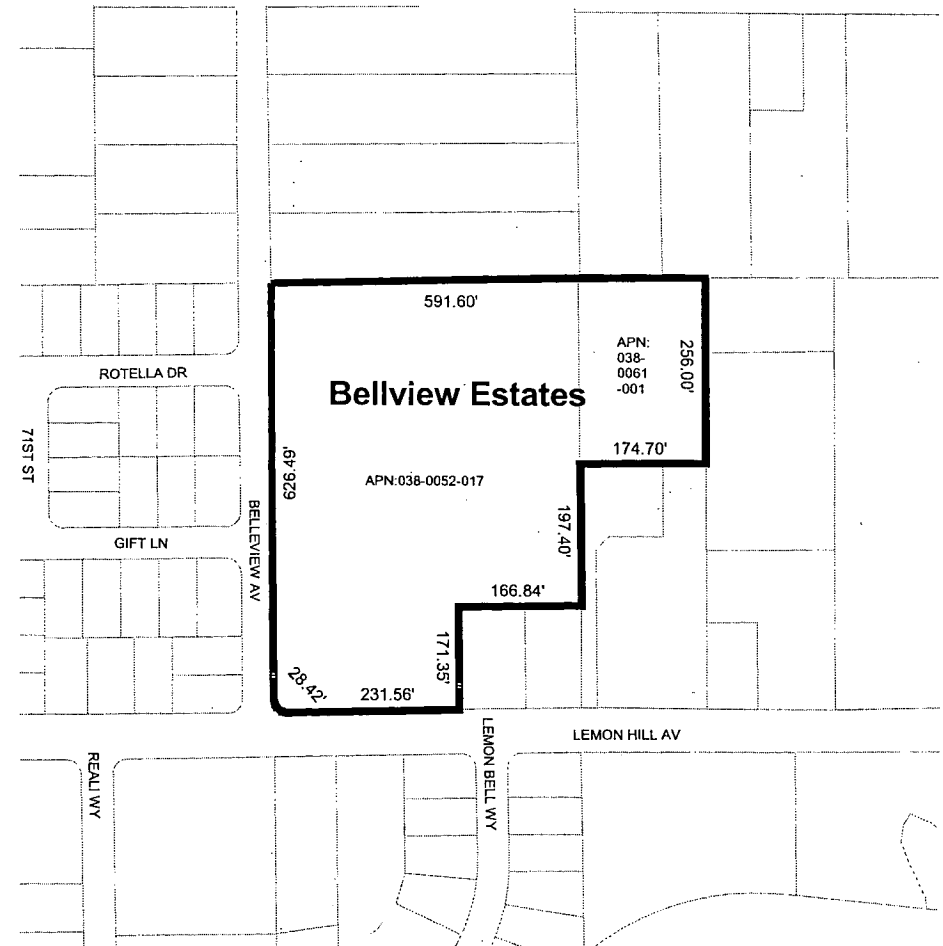 591.60'
APN:
038-
0061
-001
256.00'
ROTELLA DR
Bellview Estates
71ST ST
174.70'
626.49'
APN:038-0052-017
BELLEVIEW AV
197.40'
GIFT LN
166.84'
171.35'
28.42'
231.56'
LEMON HILL AV
LEMON BELL WY
REALI WY